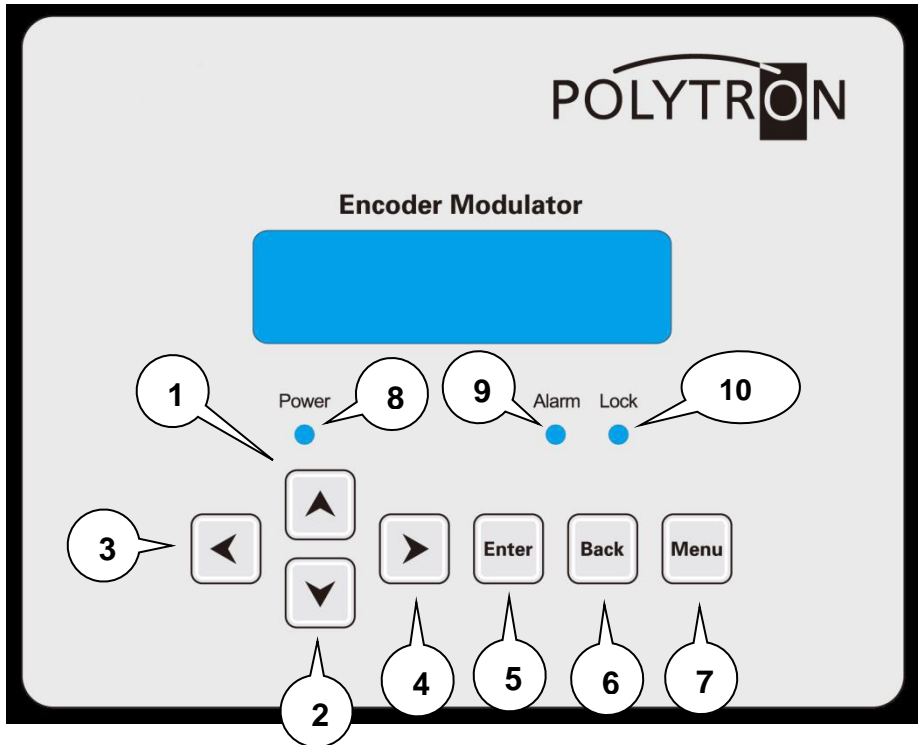 POLYTRON
Encoder Modulator
1
Power
8
9
Alarm
Lock
10
3
Enter
Back
Menu
2
4
5
6
7